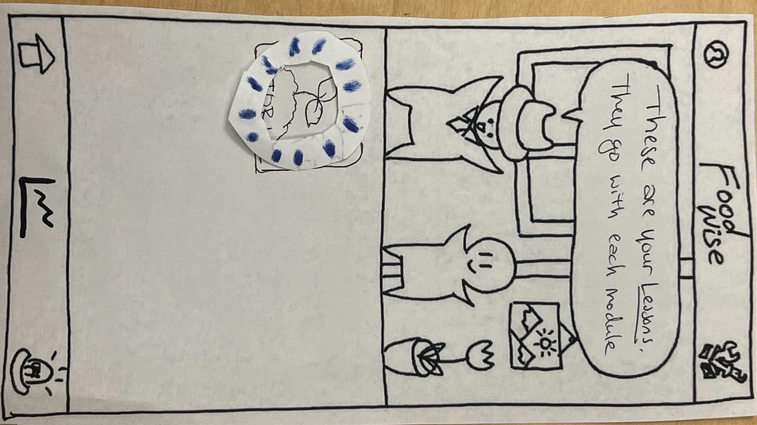 Food
Wise
These are your Lessons.
They go with each module